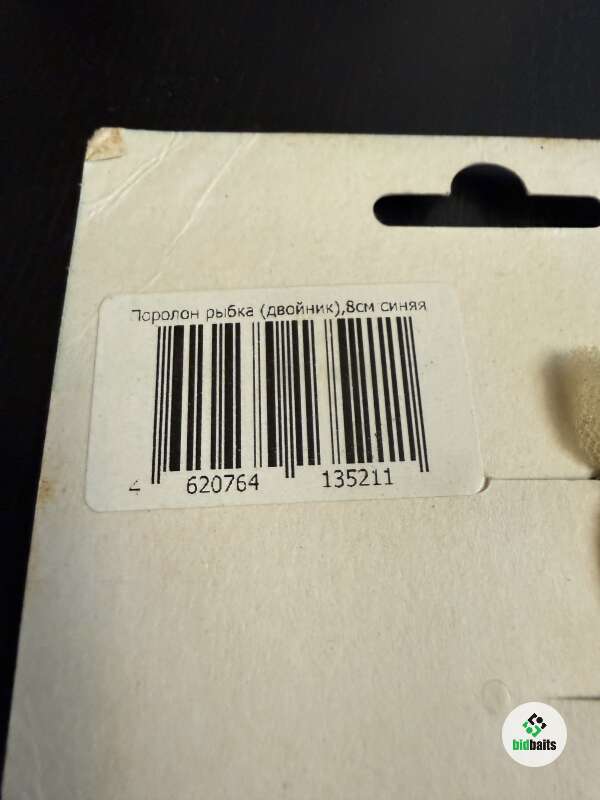 Поролон рыбка (двойник),8см синяя
4 620764 135211
bidbaits